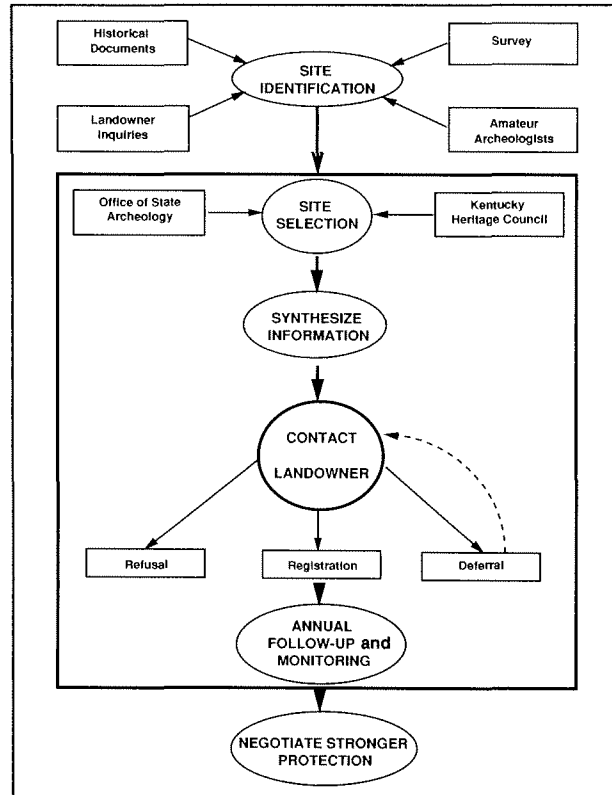 Historical
Documents
Survey
SITE
IDENTIFICATION
Landowner
Inquiries
Amateur
Archeologists
Office of State
Archeology
SITE
SELECTION
Kentucky
Heritage Council
SYNTHESIZE
INFORMATION
CONTACT
LANDOWNER
Refusal
Registration
Deferral
ANNUAL
FOLLOW-UP and
MONITORING
NEGOTIATE STRONGER
PROTECTION